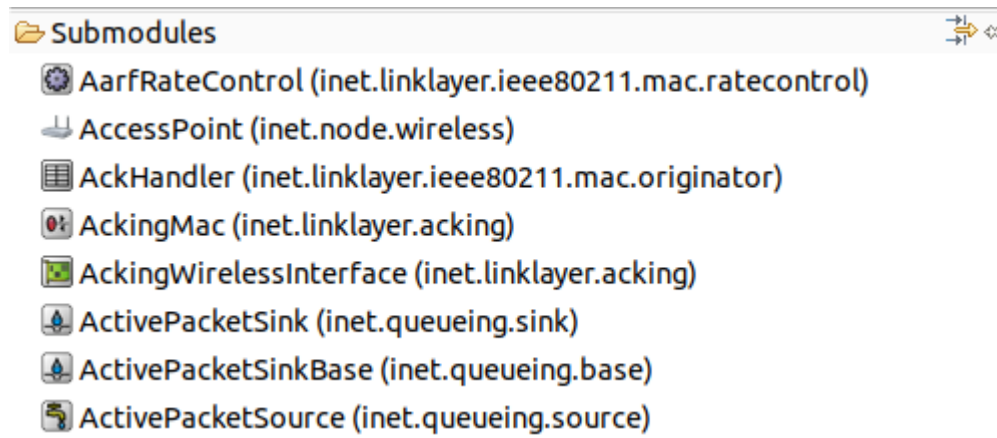 Submodules
AarfRateControl (inet.linklayer.ieee80211.mac.ratecontrol)
AccessPoint (inet.node.wireless)
AckHandler (inet.linklayer.ieee80211.mac.originator)
AckingMac (inet.linklayer.acking)
AckingWirelessInterface (inet.linklayer.acking)
ActivePacketSink (inet.queueing.sink)
ActivePacketSinkBase (inet.queueing.base)
ActivePacketSource (inet.queueing.source)